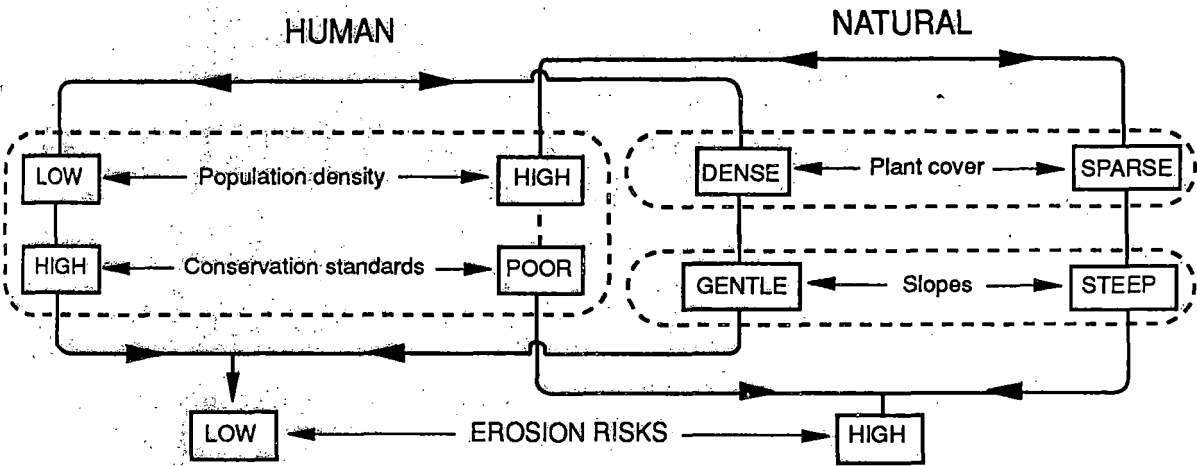 HUMAN NATURAL
LOW Population density HIGH DENSE Plant cover SPARSE
HIGH Conservation standards POOR GENTLE Slopes STEEP
LOW EROSION RISKS HIGH